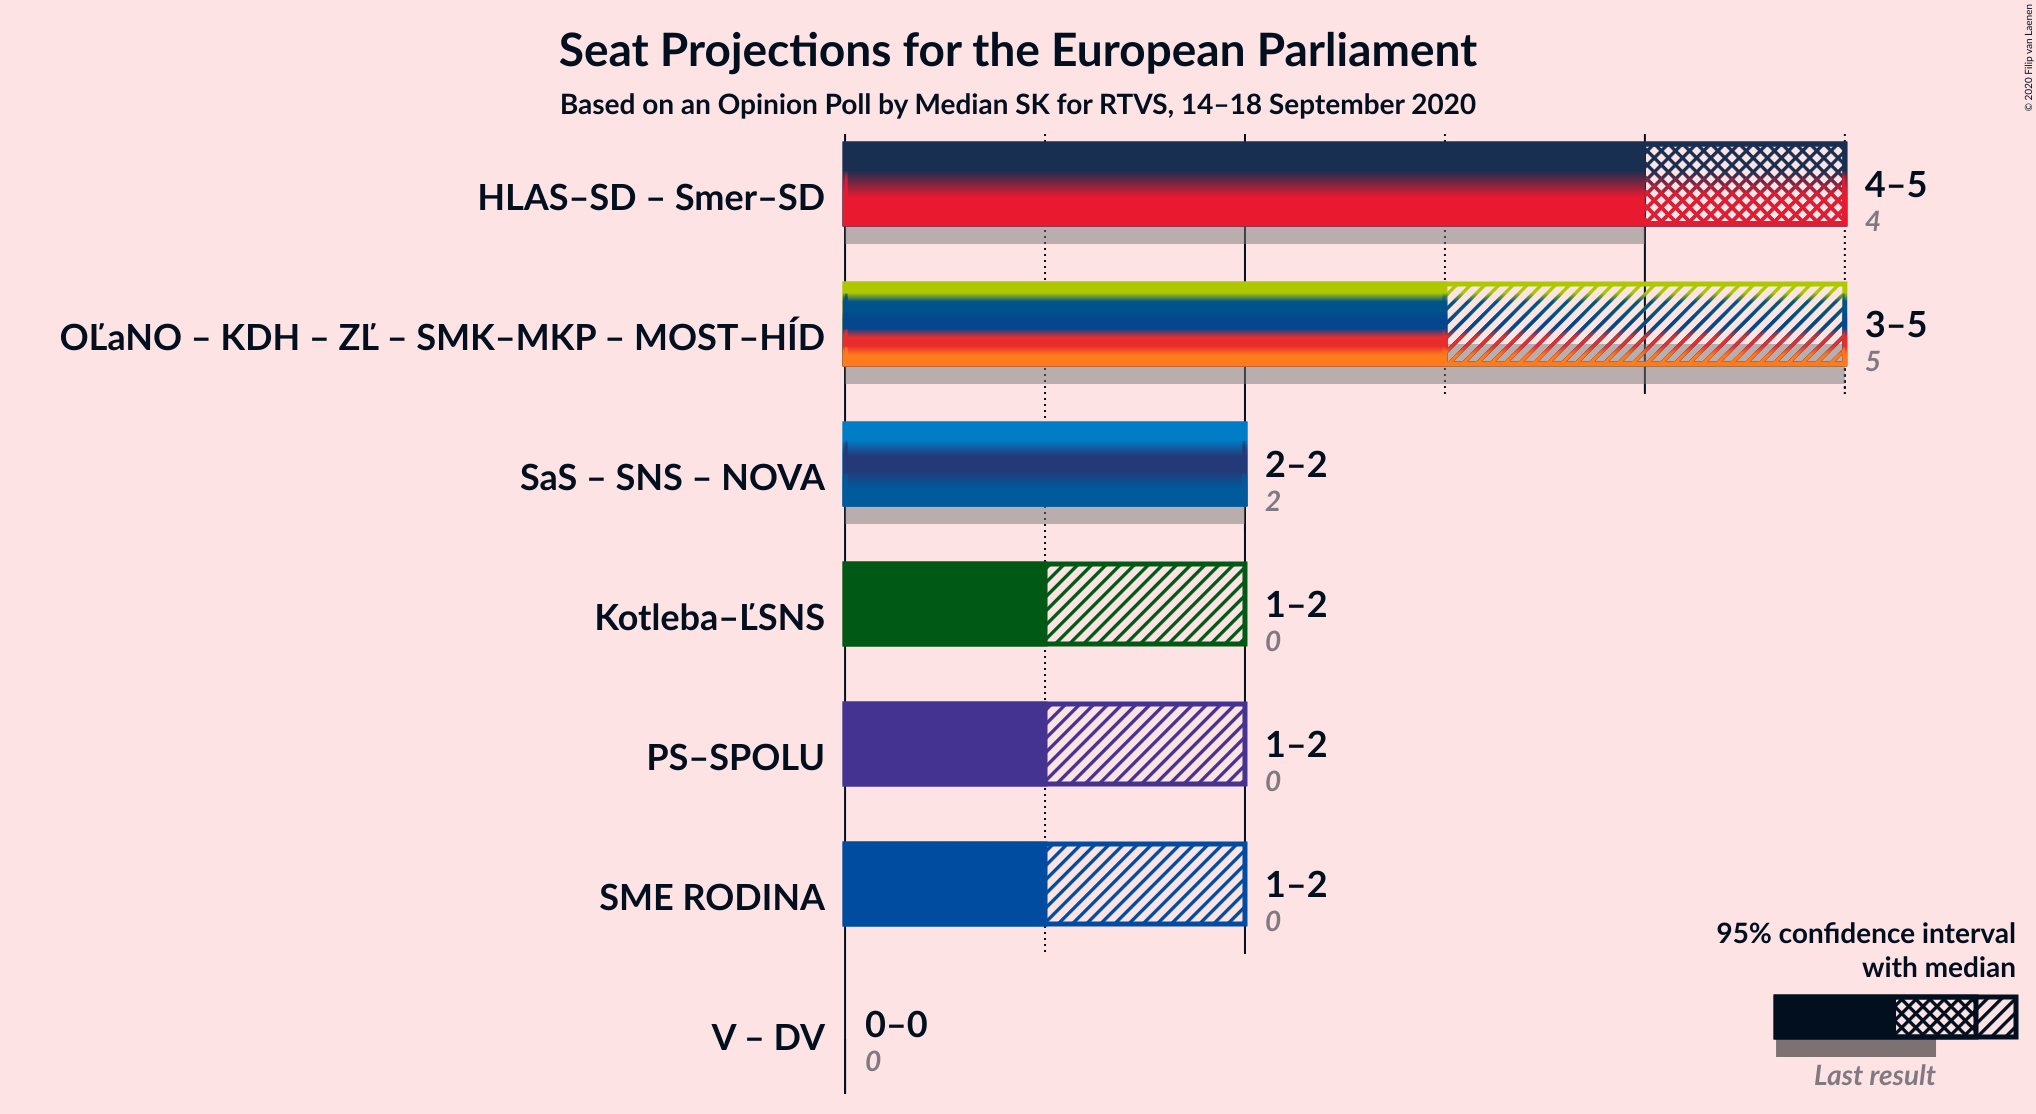 Seat Projections for the European Parliament
Based on an Opinion Poll by Median SK for RTVS, 14–18 September 2020
© 2020 Filip van Laenen
HLAS–SD – Smer–SD
4–5
4
OĽaNO – KDH – ZĽ – SMK–MKP – MOST–HÍD
3–5
5
SaS – SNS – NOVA
2–2
2
Kotleba–ĽSNS
1–2
0
PS–SPOLU
1–2
0
SME RODINA
1–2
0
V – DV
0–0
0
95% confidence interval
with median
Last result